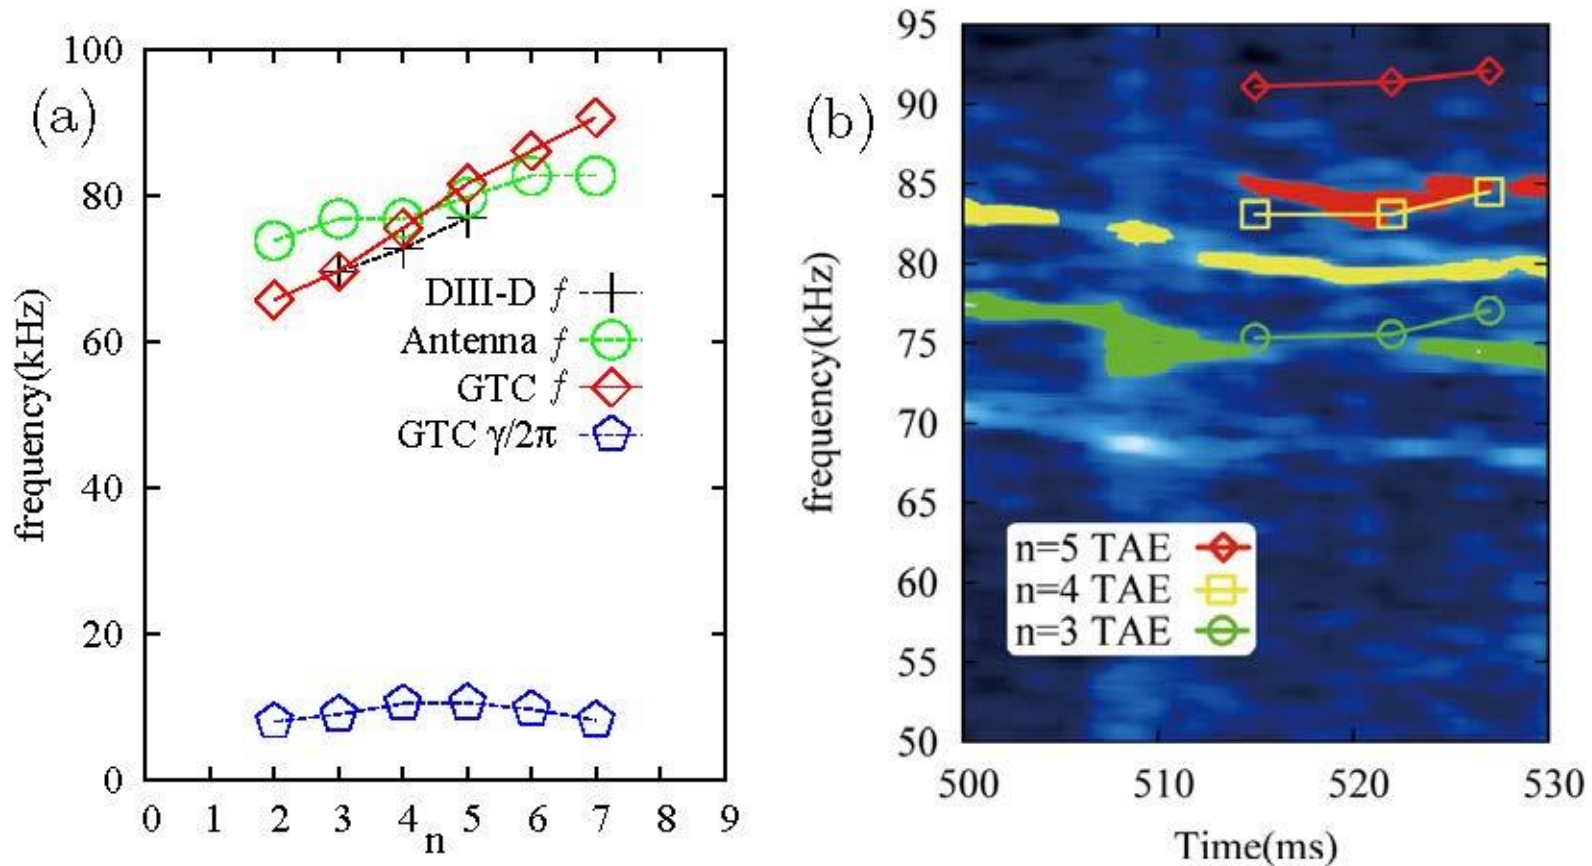 (a)
frequency(kHz)
100
80
60
40
20
0
DIII-D f
Antenna f
GTC f
GTC γ/2π
0 1 2 3 4 5 6 7 8 9
n
(b)
frequency(kHz)
95
90
85
80
75
70
65
60
55
50
n=5 TAE
n=4 TAE
n=3 TAE
500 510 520 530
Time(ms)